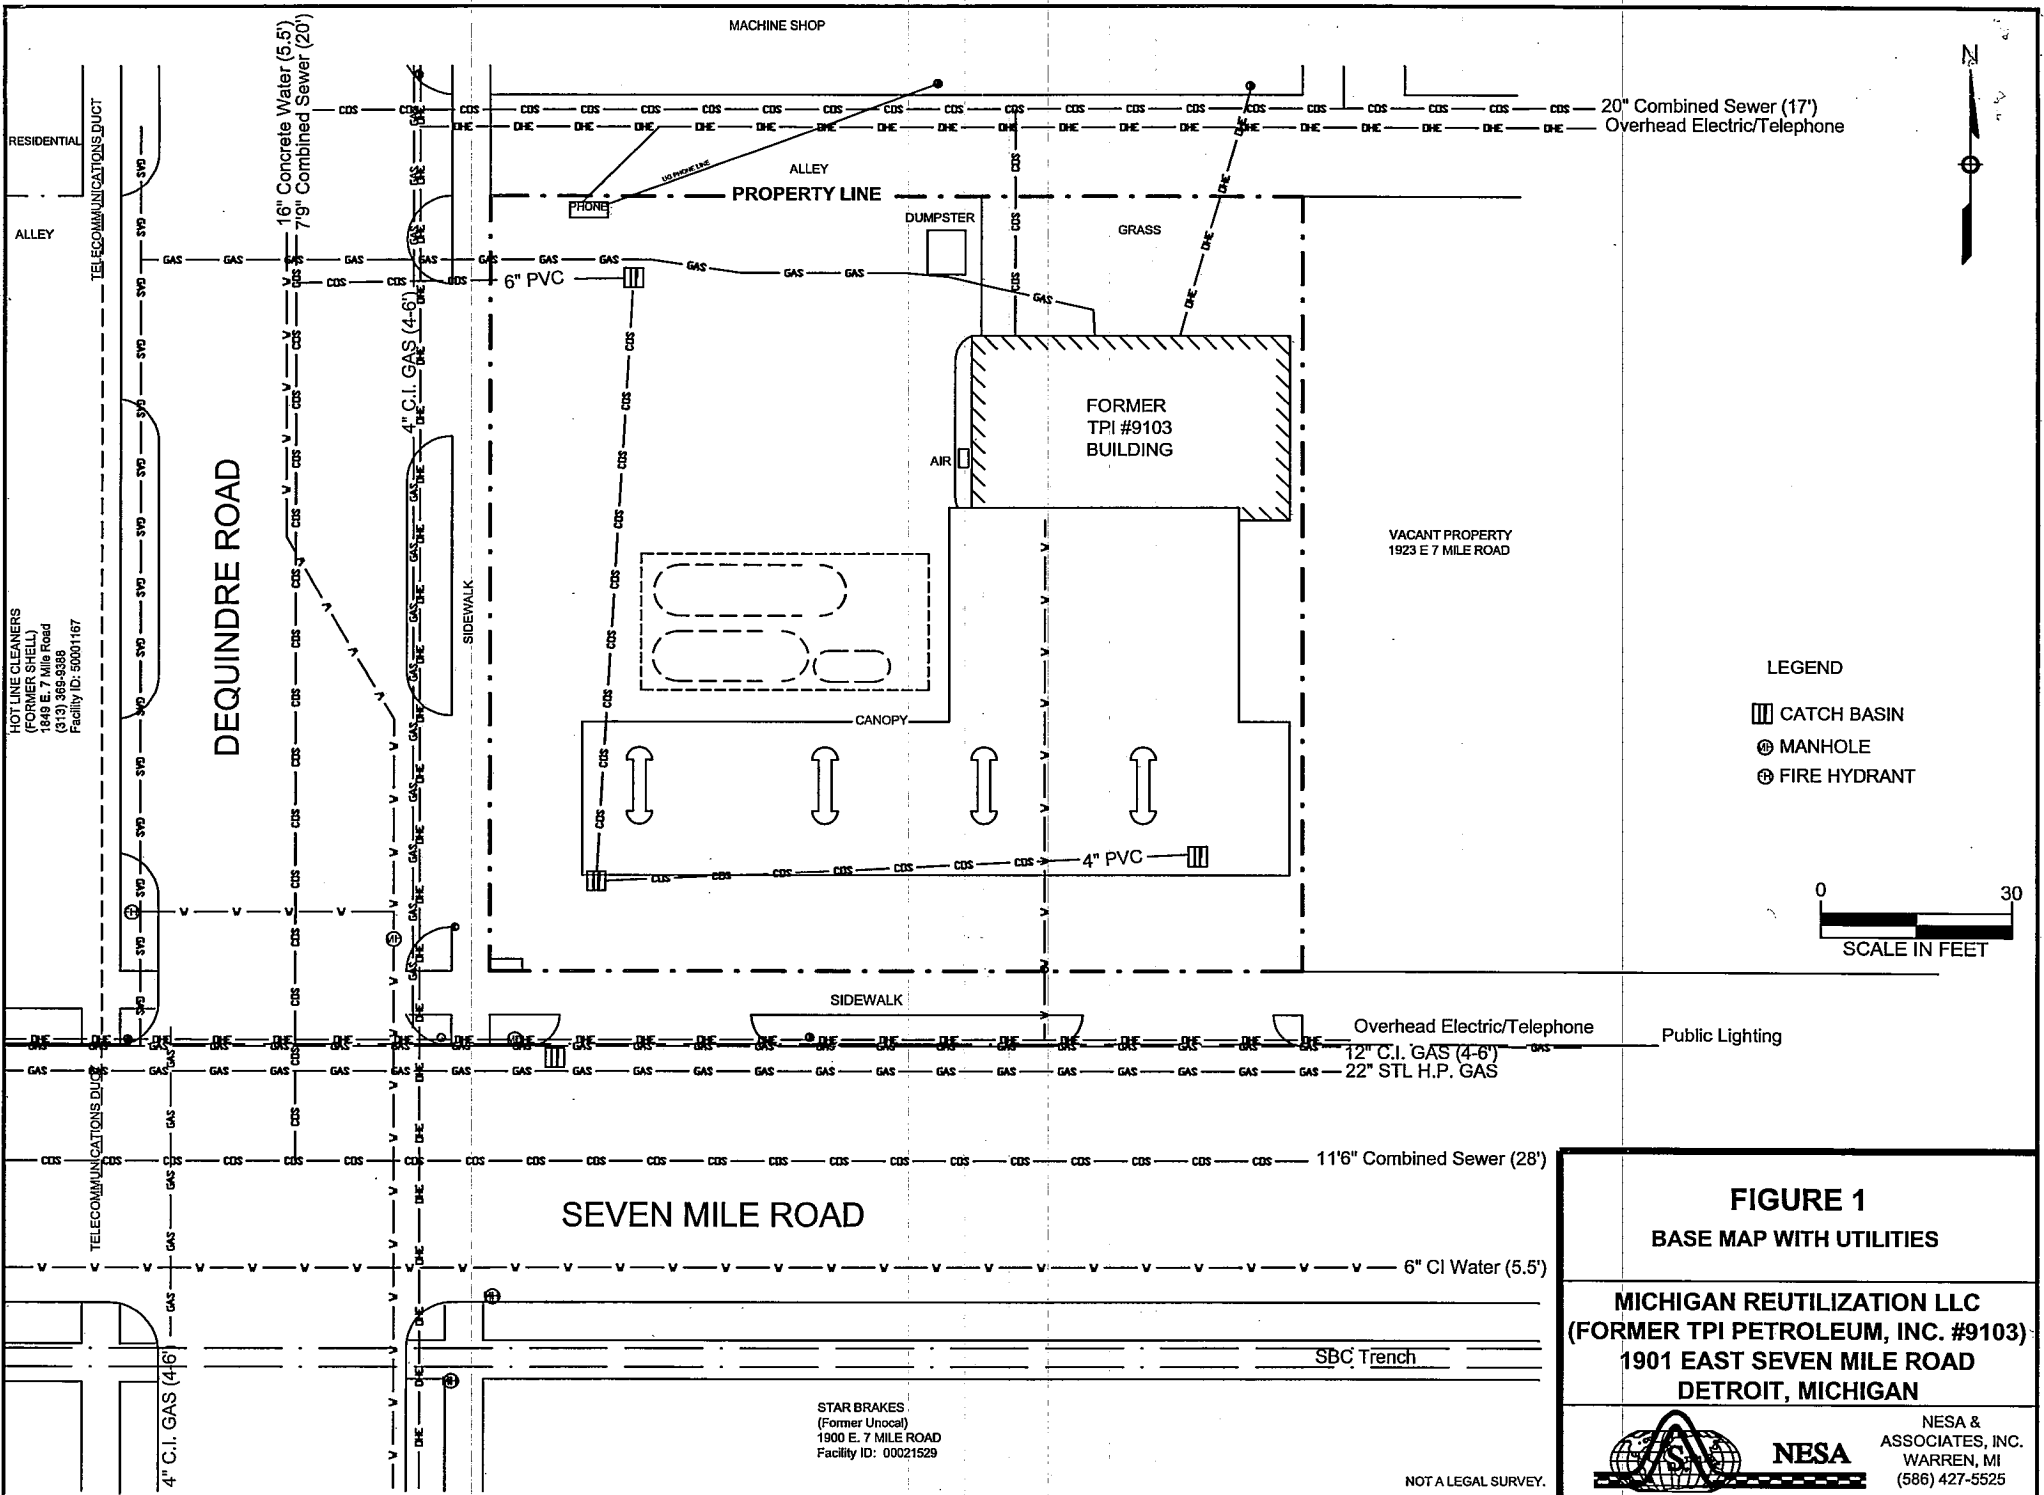 MACHINE SHOP
16" Concrete Water (5.5')
7'9" Combined Sewer (20')
N
20" Combined Sewer (17')
Overhead Electric/Telephone
RESIDENTIAL
TELECOMMUNICATIONS DUCT
UG PHONE LINE
ALLEY
PROPERTY LINE
PHONE
DUMPSTER
GRASS
ALLEY
6" PVC
4" C.I. GAS (4-6')
FORMER
TPI #9103
BUILDING
AIR
DEQUINDRE ROAD
SIDEWALK
VACANT PROPERTY
1923 E 7 MILE ROAD
HOT LINE CLEANERS
(FORMER SHELL)
1849 E. 7 Mile Road
(313) 369-9388
Facility ID: 50001167
CANOPY
LEGEND
CATCH BASIN
MANHOLE
FIRE HYDRANT
4" PVC
0 30
SCALE IN FEET
SIDEWALK
Overhead Electric/Telephone
Public Lighting
12" C.I. GAS (4-6')
22" STL H.P. GAS
TELECOMMUNICATIONS DUCT
11'6" Combined Sewer (28')
SEVEN MILE ROAD
6" CI Water (5.5')
SBC Trench
4" C.I. GAS (4-6')
STAR BRAKES
(Former Unocal)
1900 E. 7 MILE ROAD
Facility ID: 00021529
NOT A LEGAL SURVEY.
FIGURE 1
BASE MAP WITH UTILITIES
MICHIGAN REUTILIZATION LLC
(FORMER TPI PETROLEUM, INC. #9103)
1901 EAST SEVEN MILE ROAD
DETROIT, MICHIGAN
NESA
NESA &
ASSOCIATES, INC.
WARREN, MI
(586) 427-5525